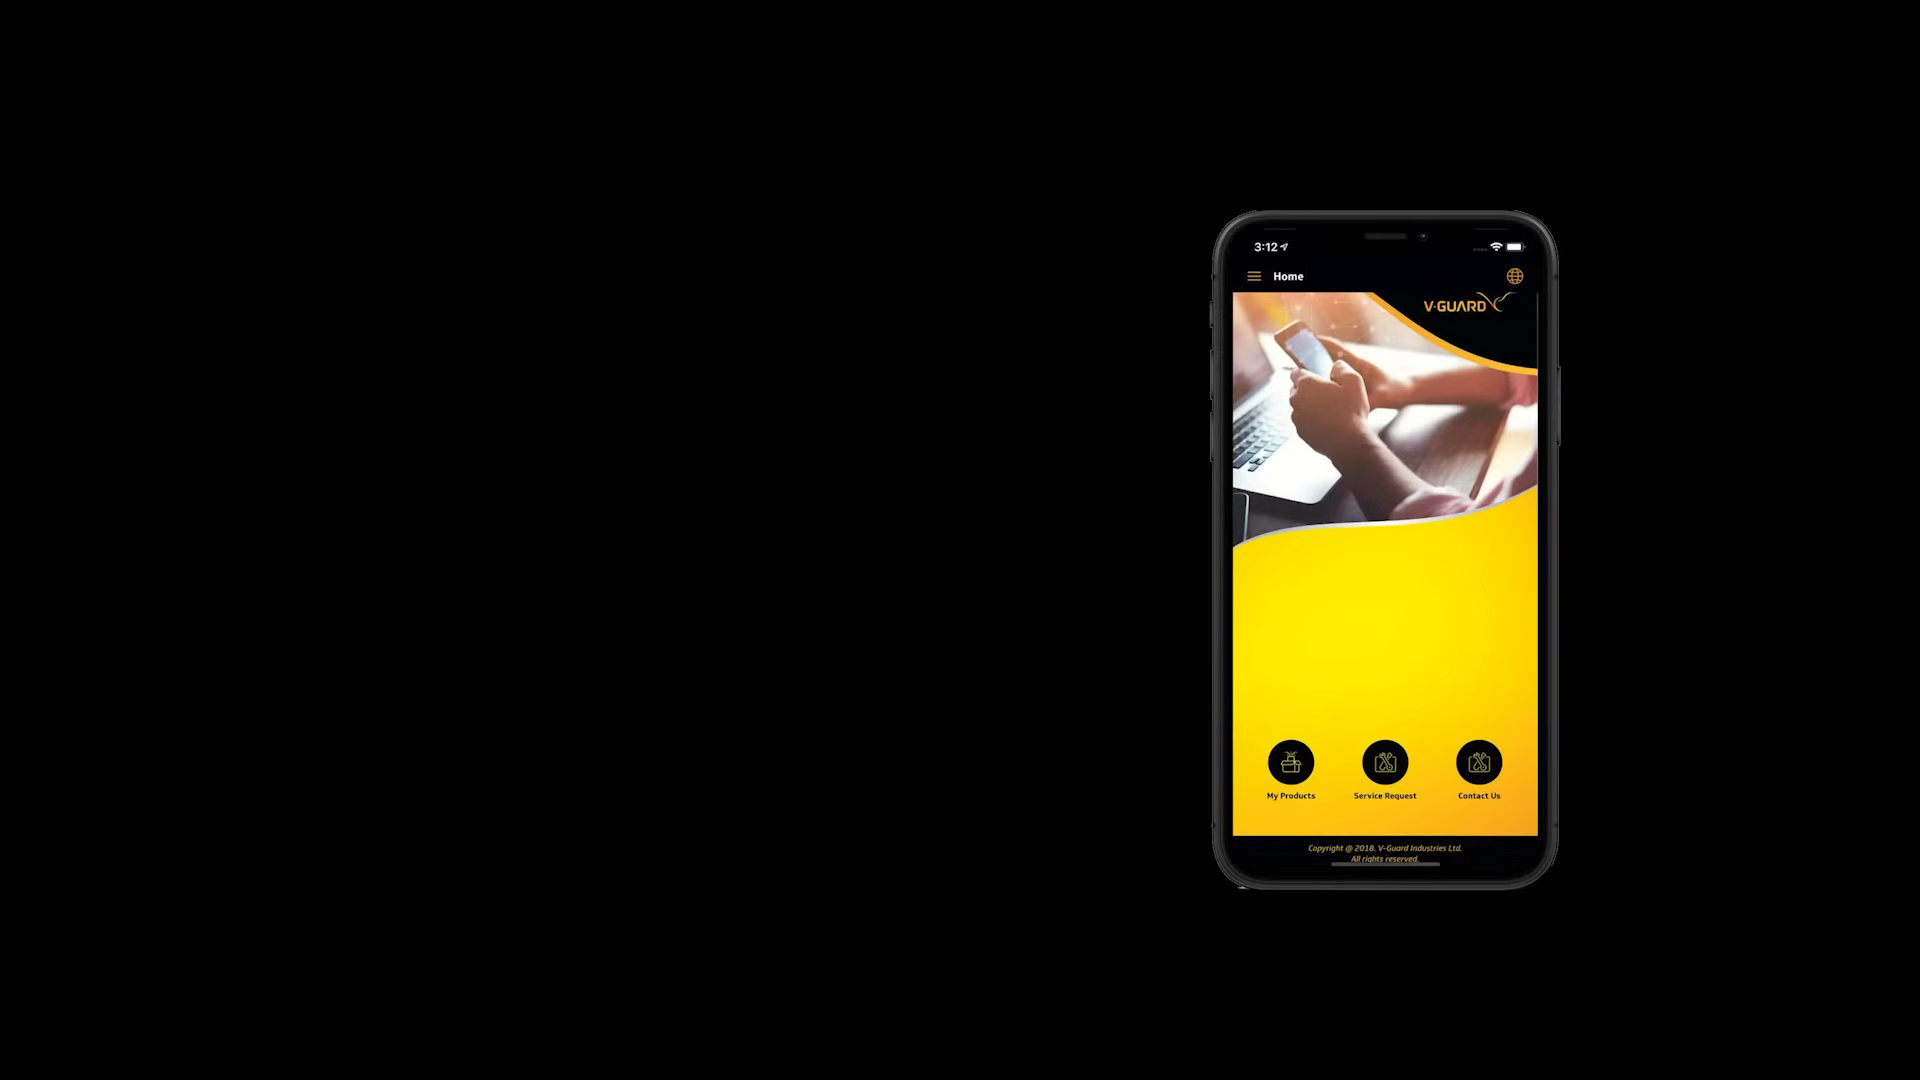 3:12
Home
V-GUARD
My Products
Service Request
Contact Us
Copyright @ 2018. V-Guard Industries Ltd.
All rights reserved.